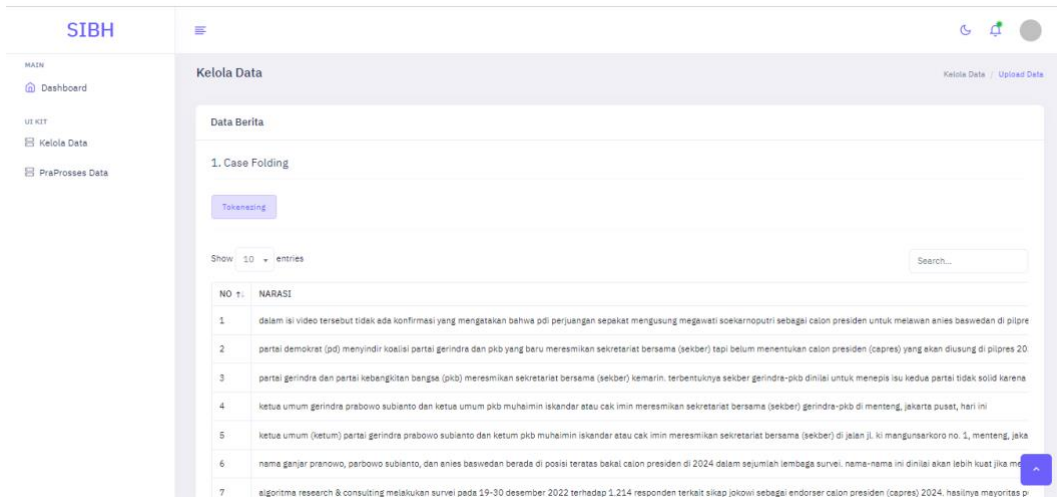 SIBH
MAIN
Dashboard
UI KIT
Kelola Data
PraProsses Data
Kelola Data
Kelola Data / Upload Data
Data Berita
1. Case Folding
Tokenezing
Show 10 entries
Search...
NO NARASI
1 dalam isi video tersebut tidak ada konfirmasi yang mengatakan bahwa pdi perjuangan sepakat mengusung megawati soekarnoputri sebagai calon presiden untuk melawan anies baswedan di pilpre
2 partai demokrat (pd) menyindir koalisi partai gerindra dan pkb yang baru meresmikan sekretariat bersama (sekber) tapi belum menentukan calon presiden (capres) yang akan diusung di pilpres 20
3 partai gerindra dan partai kebangkitan bangsa (pkb) meresmikan sekretariat bersama (sekber) kemarin. terbentuknya sekber gerindra-pkb dinilai untuk menepis isu kedua partai tidak solid karena
4 ketua umum gerindra prabowo subianto dan ketua umum pkb muhaimin iskandar atau cak imin meresmikan sekretariat bersama (sekber) gerindra-pkb di menteng, jakarta pusat, hari ini
5 ketua umum (ketum) partai gerindra prabowo subianto dan ketum pkb muhaimin iskandar atau cak imin meresmikan sekretariat bersama (sekber) di jalan jl. ki mangunsarkoro no. 1, menteng, jaka
6 nama ganjar pranowo, parbowo subianto, dan anies baswedan berada di posisi teratas bakal calon presiden di 2024 dalam sejumlah lembaga survei. nama-nama ini dinilai akan lebih kuat jika me
7 algoritma research & consulting melakukan survei pada 19-30 desember 2022 terhadap 1.214 responden terkait sikap jokowi sebagai endorser calon presiden (capres) 2024. hasilnya mayoritas p